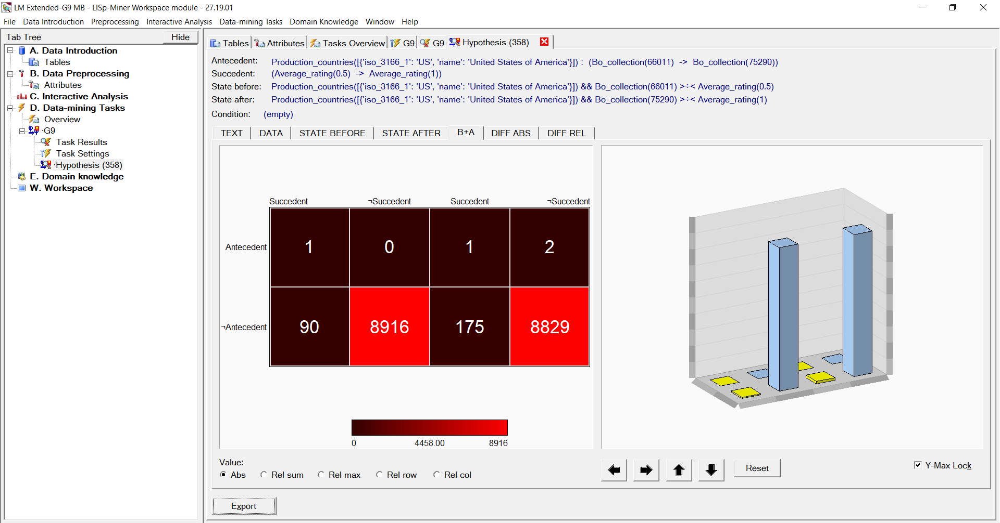 LM Extended-G9 MB - LISp-Miner Workspace module - 27.19.01
File Data Introduction Preprocessing Interactive Analysis Data-mining Tasks Domain Knowledge Window Help
Tab Tree Hide
A. Data Introduction
Tables
B. Data Preprocessing
Attributes
C. Interactive Analysis
D. Data-mining Tasks
Overview
·G9
Task Results
Task Settings
·Hypothesis (358)
E. Domain knowledge
W. Workspace
Tables Attributes Tasks Overview G9 G9 Hypothesis (358)
Antecedent: Production_countries([{'iso_3166_1': 'US', 'name': 'United States of America'}]) : (Bo_collection(66011) -> Bo_collection(75290))
Succedent: (Average_rating(0.5) -> Average_rating(1))
State before: Production_countries([{'iso_3166_1': 'US', 'name': 'United States of America'}]) && Bo_collection(66011) >÷< Average_rating(0.5)
State after: Production_countries([{'iso_3166_1': 'US', 'name': 'United States of America'}]) && Bo_collection(75290) >÷< Average_rating(1)
Condition: (empty)
TEXT DATA STATE BEFORE STATE AFTER B+A DIFF ABS DIFF REL
Succedent ¬Succedent Succedent ¬Succedent
Antecedent 1 0 1 2
¬Antecedent 90 8916 175 8829
0 4458.00 8916
Value:
Abs Rel sum Rel max Rel row Rel col
Reset
Y-Max Lock
Export